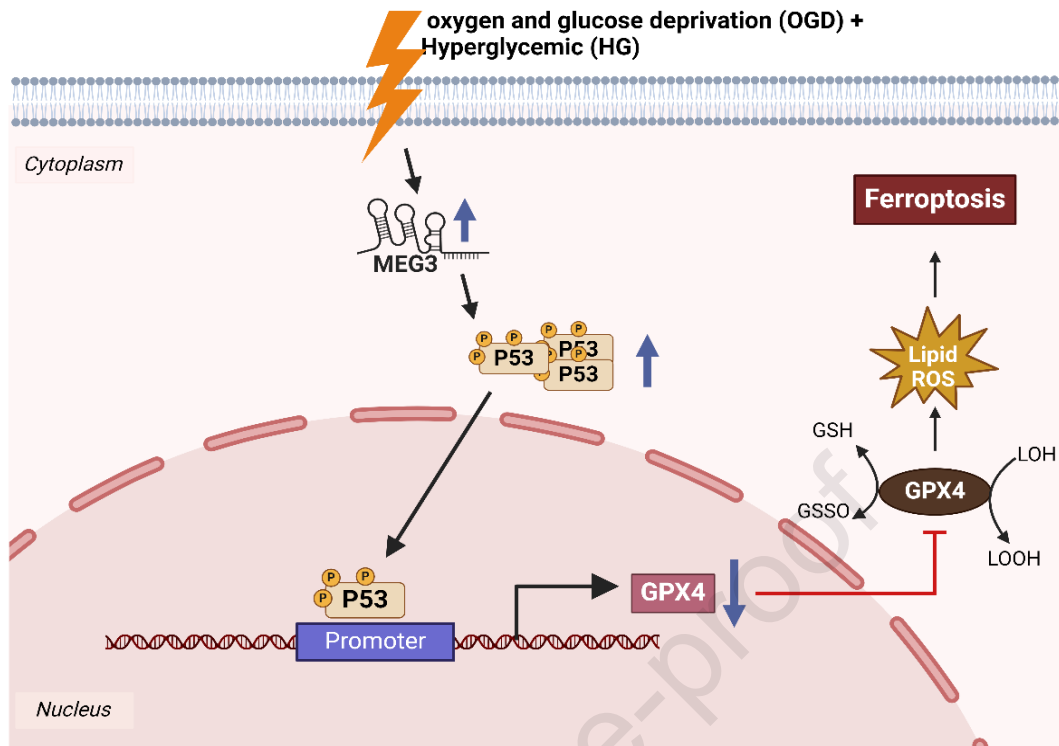 oxygen and glucose deprivation (OGD) +
Hyperglycemic (HG)
Cytoplasm
MEG3
P P
P
P53
P P
P53
P
P53
Ferroptosis
Lipid
ROS
GSH
GSSO
GPX4
LOH
LOOH
P P
P
P53
Promoter
GPX4
Nucleus
e-proof